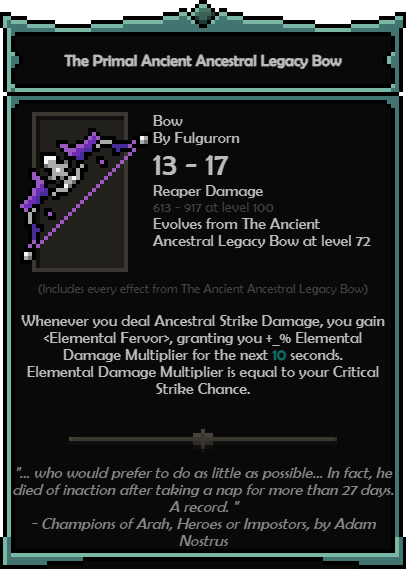 The Primal Ancient Ancestral Legacy Bow
Bow
By Fulgurorn
13 - 17
Reaper Damage
613 - 917 at level 100
Evolves from The Ancient
Ancestral Legacy Bow at level 72
(Includes every effect from The Ancient Ancestral Legacy Bow)
Whenever you deal Ancestral Strike Damage, you gain
<Elemental Fervor>, granting you +_% Elemental
Damage Multiplier for the next 10 seconds.
Elemental Damage Multiplier is equal to your Critical
Strike Chance.
"... who would prefer to do as little as possible... In fact, he
died of inaction after taking a nap for more than 27 days.
A record. "
- Champions of Arah, Heroes or Impostors, by Adam
Nostrus